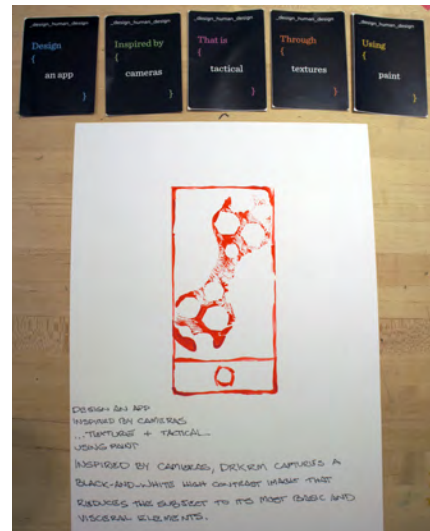 _design_human_design
Design
{
an app
}
_design_human_design
Inspired by
{
cameras
}
_design_human_design
That is
{
tactical
}
_design_human_design
Through
{
textures
}
_design_human_design
Using
{
paint
}
DESIGN AN APP
INSPIRED BY CAMERAS
...TEXTURE + TACTICAL
USING PAINT
INSPIRED BY CAMERAS, DRKRM CAPTURES A
BLACK-AND-WHITE HIGH CONTRAST IMAGE THAT
REDUCES THE SUBJECT TO ITS MOST BASIC AND
VISCERAL ELEMENTS.